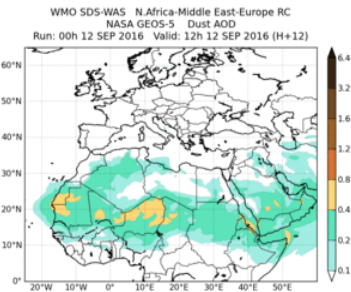 WMO SDS-WAS N.Africa-Middle East-Europe RC
NASA GEOS-5 Dust AOD
Run: 00h 12 SEP 2016 Valid: 12h 12 SEP 2016 (H+12)
60°N
50°N
40°N
30°N
20°N
10°N
0°
20°W
10°W
0°
10°E
20°E
30°E
40°E
50°E
6.4
3.2
1.6
1.2
0.8
0.4
0.2
0.1